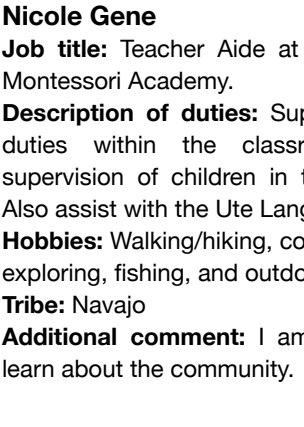 Nicole Gene
Job title: Teacher Aide at
Montessori Academy.
Description of duties:
duties within the
supervision of children in
Also assist with the Ute
Hobbies: Walking/hiking,
exploring, fishing, and
Tribe: Navajo
Additional comment: I
learn about the community.